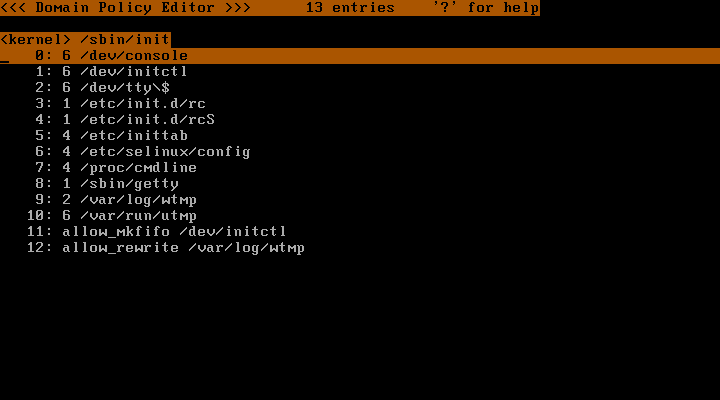 <<< Domain Policy Editor >>>      13 entries    '?' for help
<kernel> /sbin/init
0: 6 /dev/console
1: 6 /dev/initctl
2: 6 /dev/tty\$
3: 1 /etc/init.d/rc
4: 1 /etc/init.d/rcS
5: 4 /etc/inittab
6: 4 /etc/selinux/config
7: 4 /proc/cmdline
8: 1 /sbin/getty
9: 2 /var/log/wtmp
10: 6 /var/run/utmp
11: allow_mkfifo /dev/initctl
12: allow_rewrite /var/log/wtmp